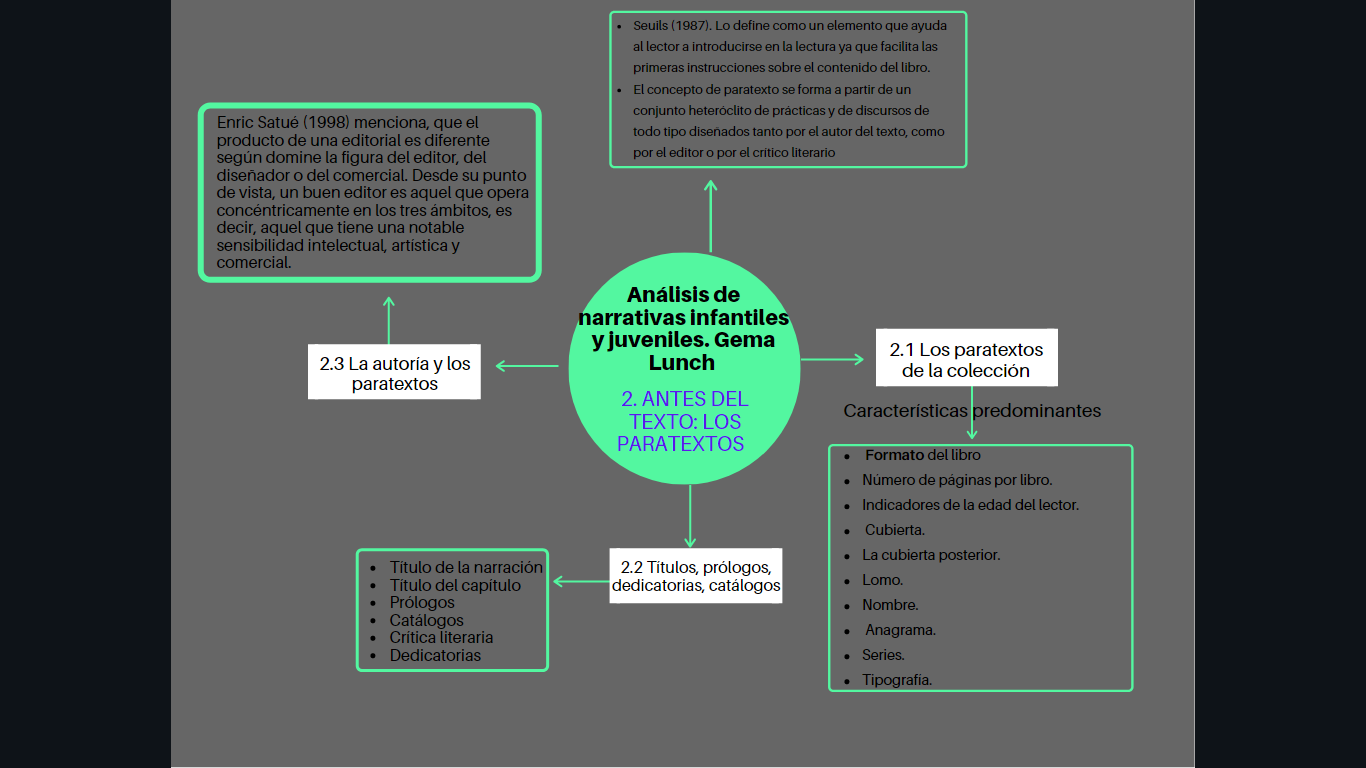 Seuils (1987). Lo define como un elemento que ayuda
al lector a introducirse en la lectura ya que facilita las
primeras instrucciones sobre el contenido del libro.
El concepto de paratexto se forma a partir de un
conjunto heteróclito de prácticas y de discursos de
todo tipo diseñados tanto por el autor del texto, como
por el editor o por el crítico literario
Enric Satué (1998) menciona, que el
producto de una editorial es diferente
según domine la figura del editor, del
diseñador o del comercial. Desde su punto
de vista, un buen editor es aquel que opera
concéntricamente en los tres ámbitos, es
decir, aquel que tiene una notable
sensibilidad intelectual, artística y
comercial.
Análisis de
narrativas infantiles
y juveniles. Gema
Lunch
2. ANTES DEL
TEXTO: LOS
PARATEXTOS
2.3 La autoría y los
paratextos
2.1 Los paratextos
de la colección
Características predominantes
Formato del libro
Número de páginas por libro.
Indicadores de la edad del lector.
Cubierta.
La cubierta posterior.
Lomo.
Nombre.
Anagrama.
Series.
Tipografía.
2.2 Títulos, prólogos,
dedicatorias, catálogos
Título de la narración
Título del capítulo
Prólogos
Catálogos
Crítica literaria
Dedicatorias